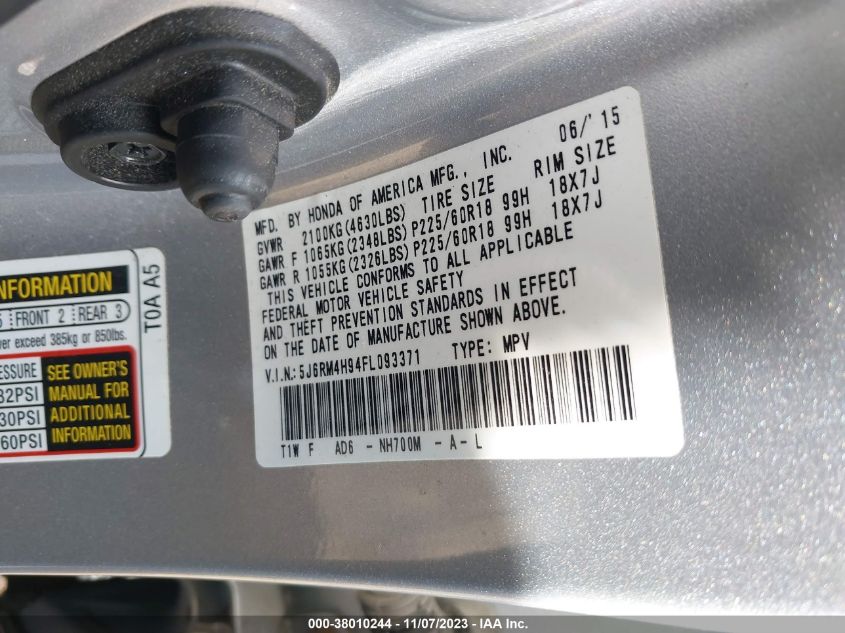 06/'15
MFD. BY HONDA OF AMERICA MFG., INC.
GVWR 2100KG(4630LBS) TIRE SIZE RIM SIZE
GAWR F 1065KG(2348LBS) P225/60R18 99H 18X7J
GAWR R 1055KG(2326LBS) P225/60R18 99H 18X7J
THIS VEHICLE CONFORMS TO ALL APPLICABLE
FEDERAL MOTOR VEHICLE SAFETY
AND THEFT PREVENTION STANDARDS IN EFFECT
ON THE DATE OF MANUFACTURE SHOWN ABOVE.
V.I.N.: 5J6RM4H94FL093371 TYPE: MPV
T1W F AD6 - NH700M - A - L
INFORMATION
5 FRONT 2 REAR 3
exceed 385kg or 850lbs.
T0A A5
SEE OWNER'S
MANUAL FOR
ADDITIONAL
INFORMATION
32PSI
30PSI
60PSI
000-38010244 - 11/07/2023 - IAA Inc.